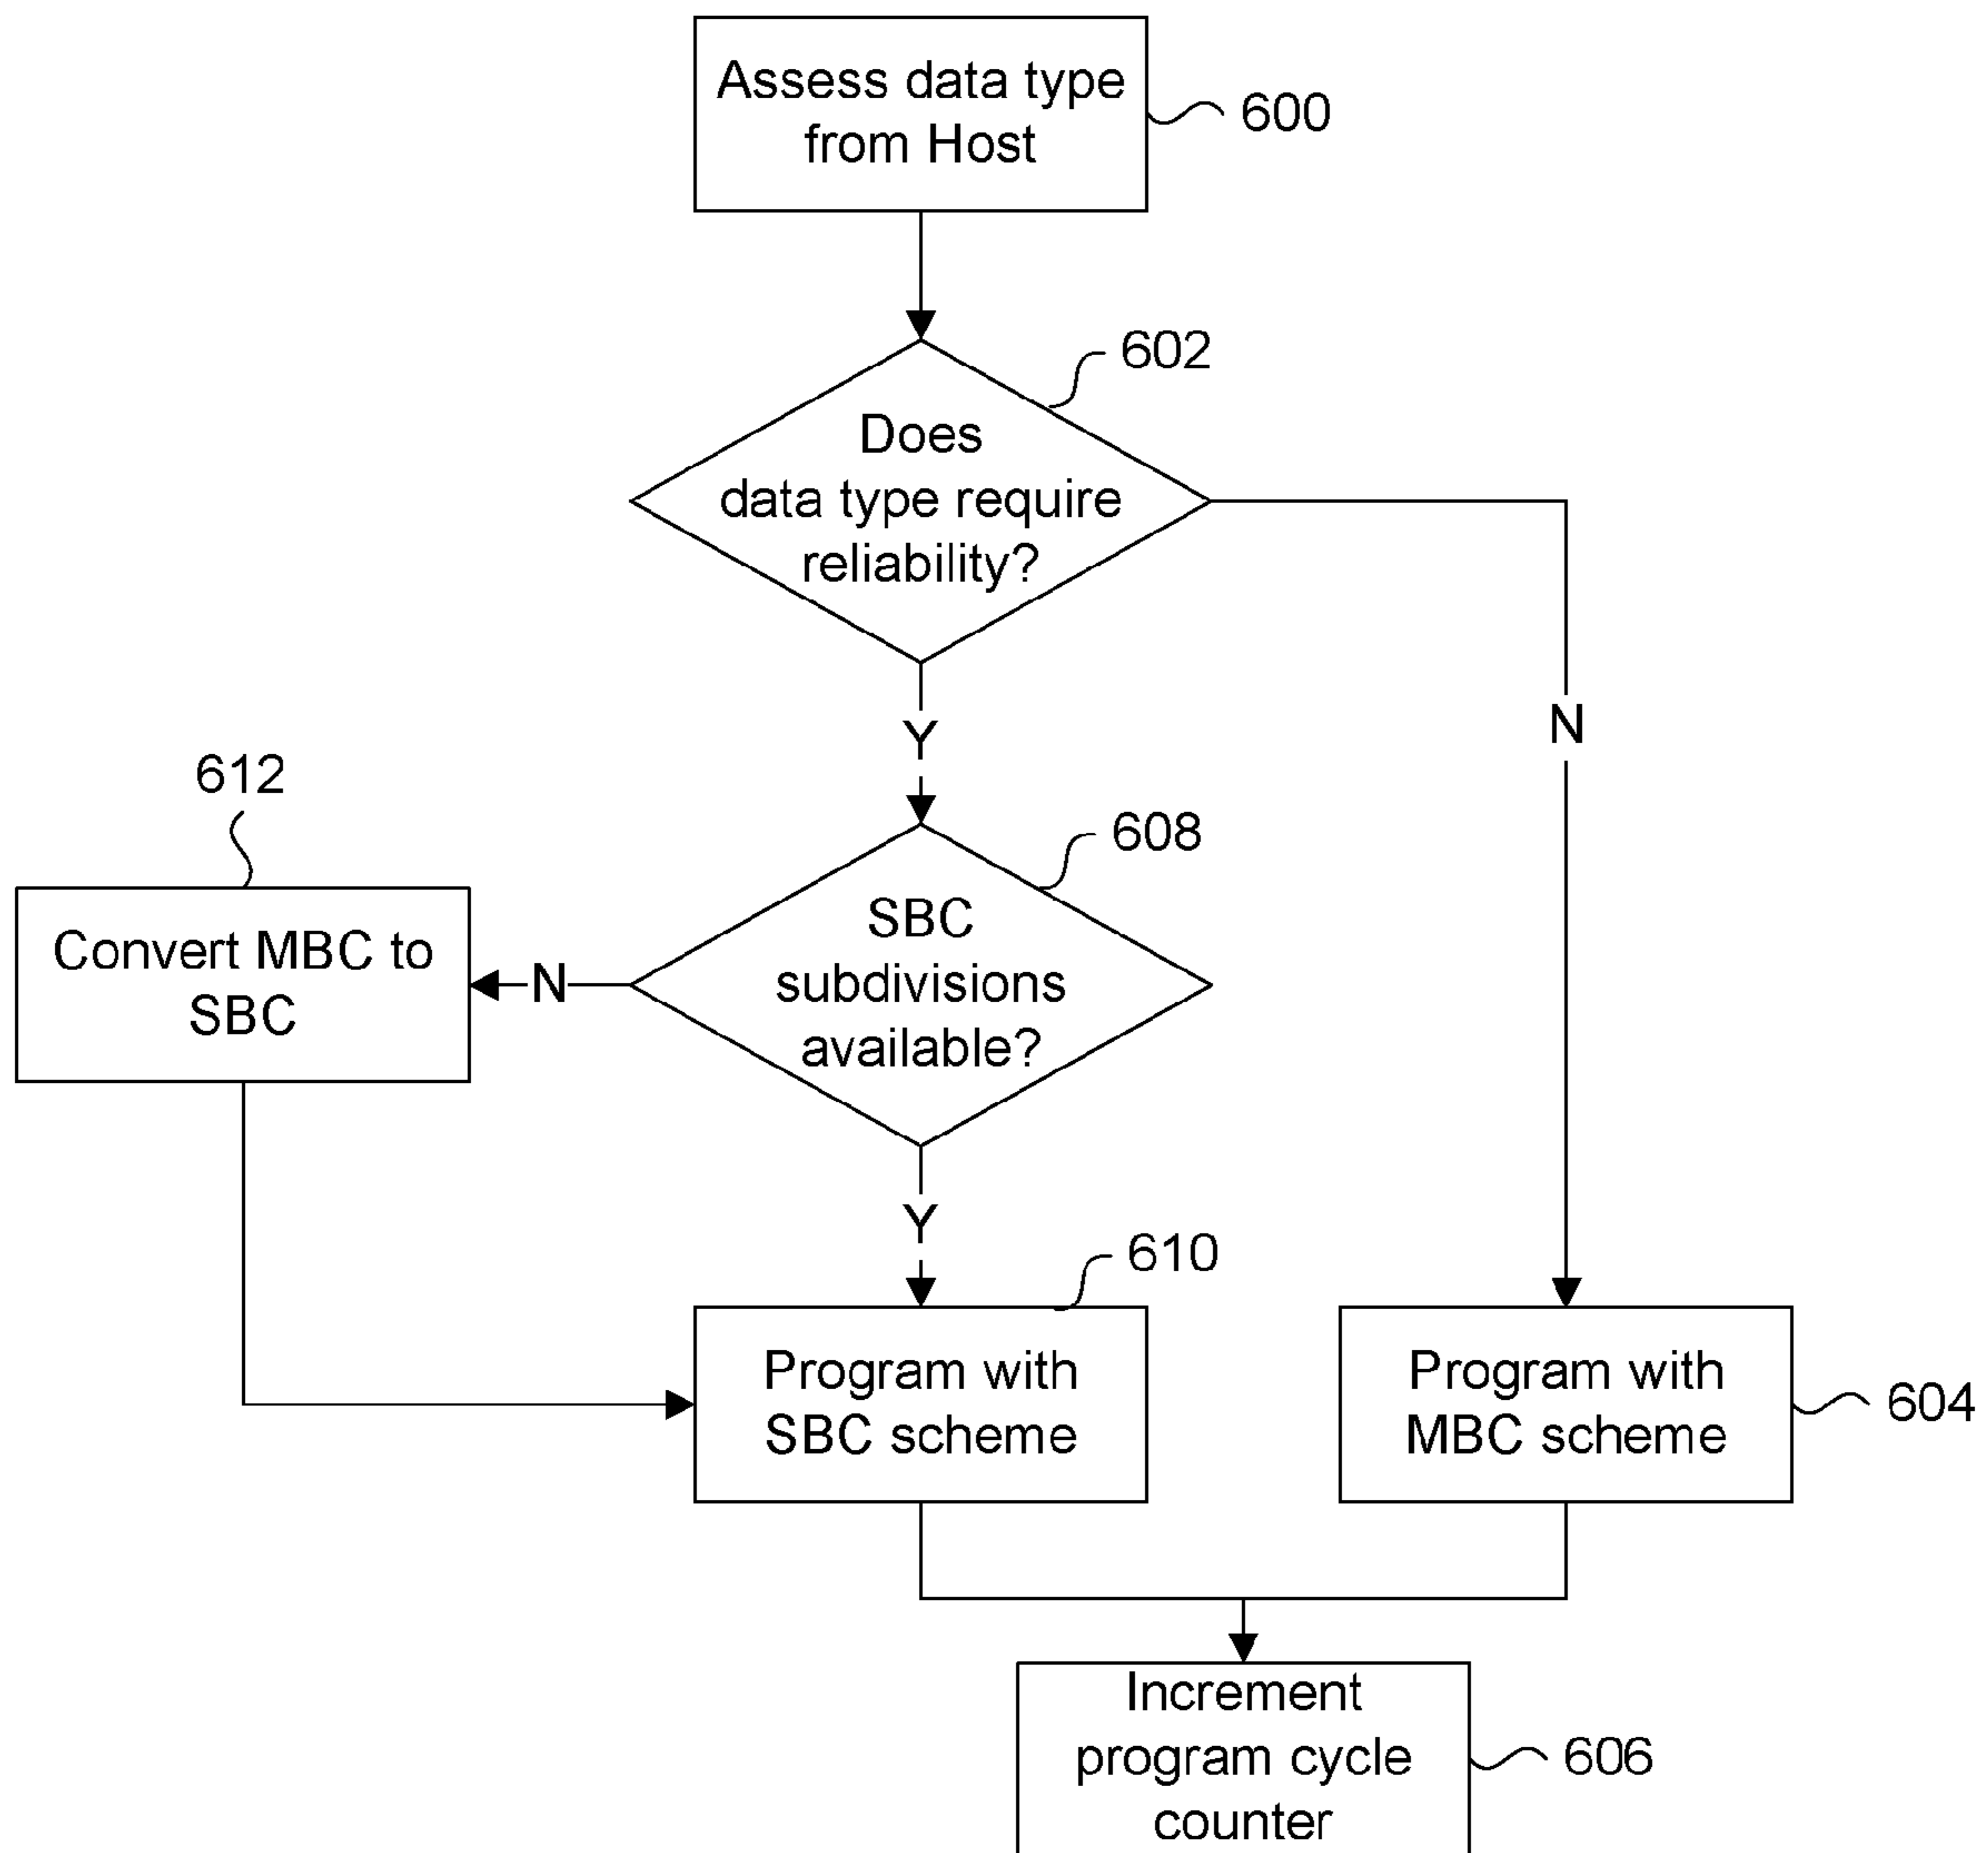 Assess data type
from Host
600
602
Does
data type require
reliability?
Y
N
612
608
SBC
subdivisions
available?
Convert MBC to
SBC
N
Y
610
Program with
SBC scheme
Program with
MBC scheme
604
Increment
program cycle
counter
606